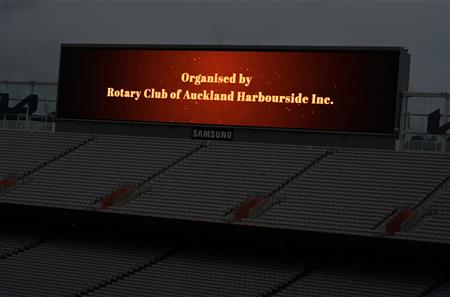 Organised by
Rotary Club of Auckland Harbourside Inc.
SAMSUNG